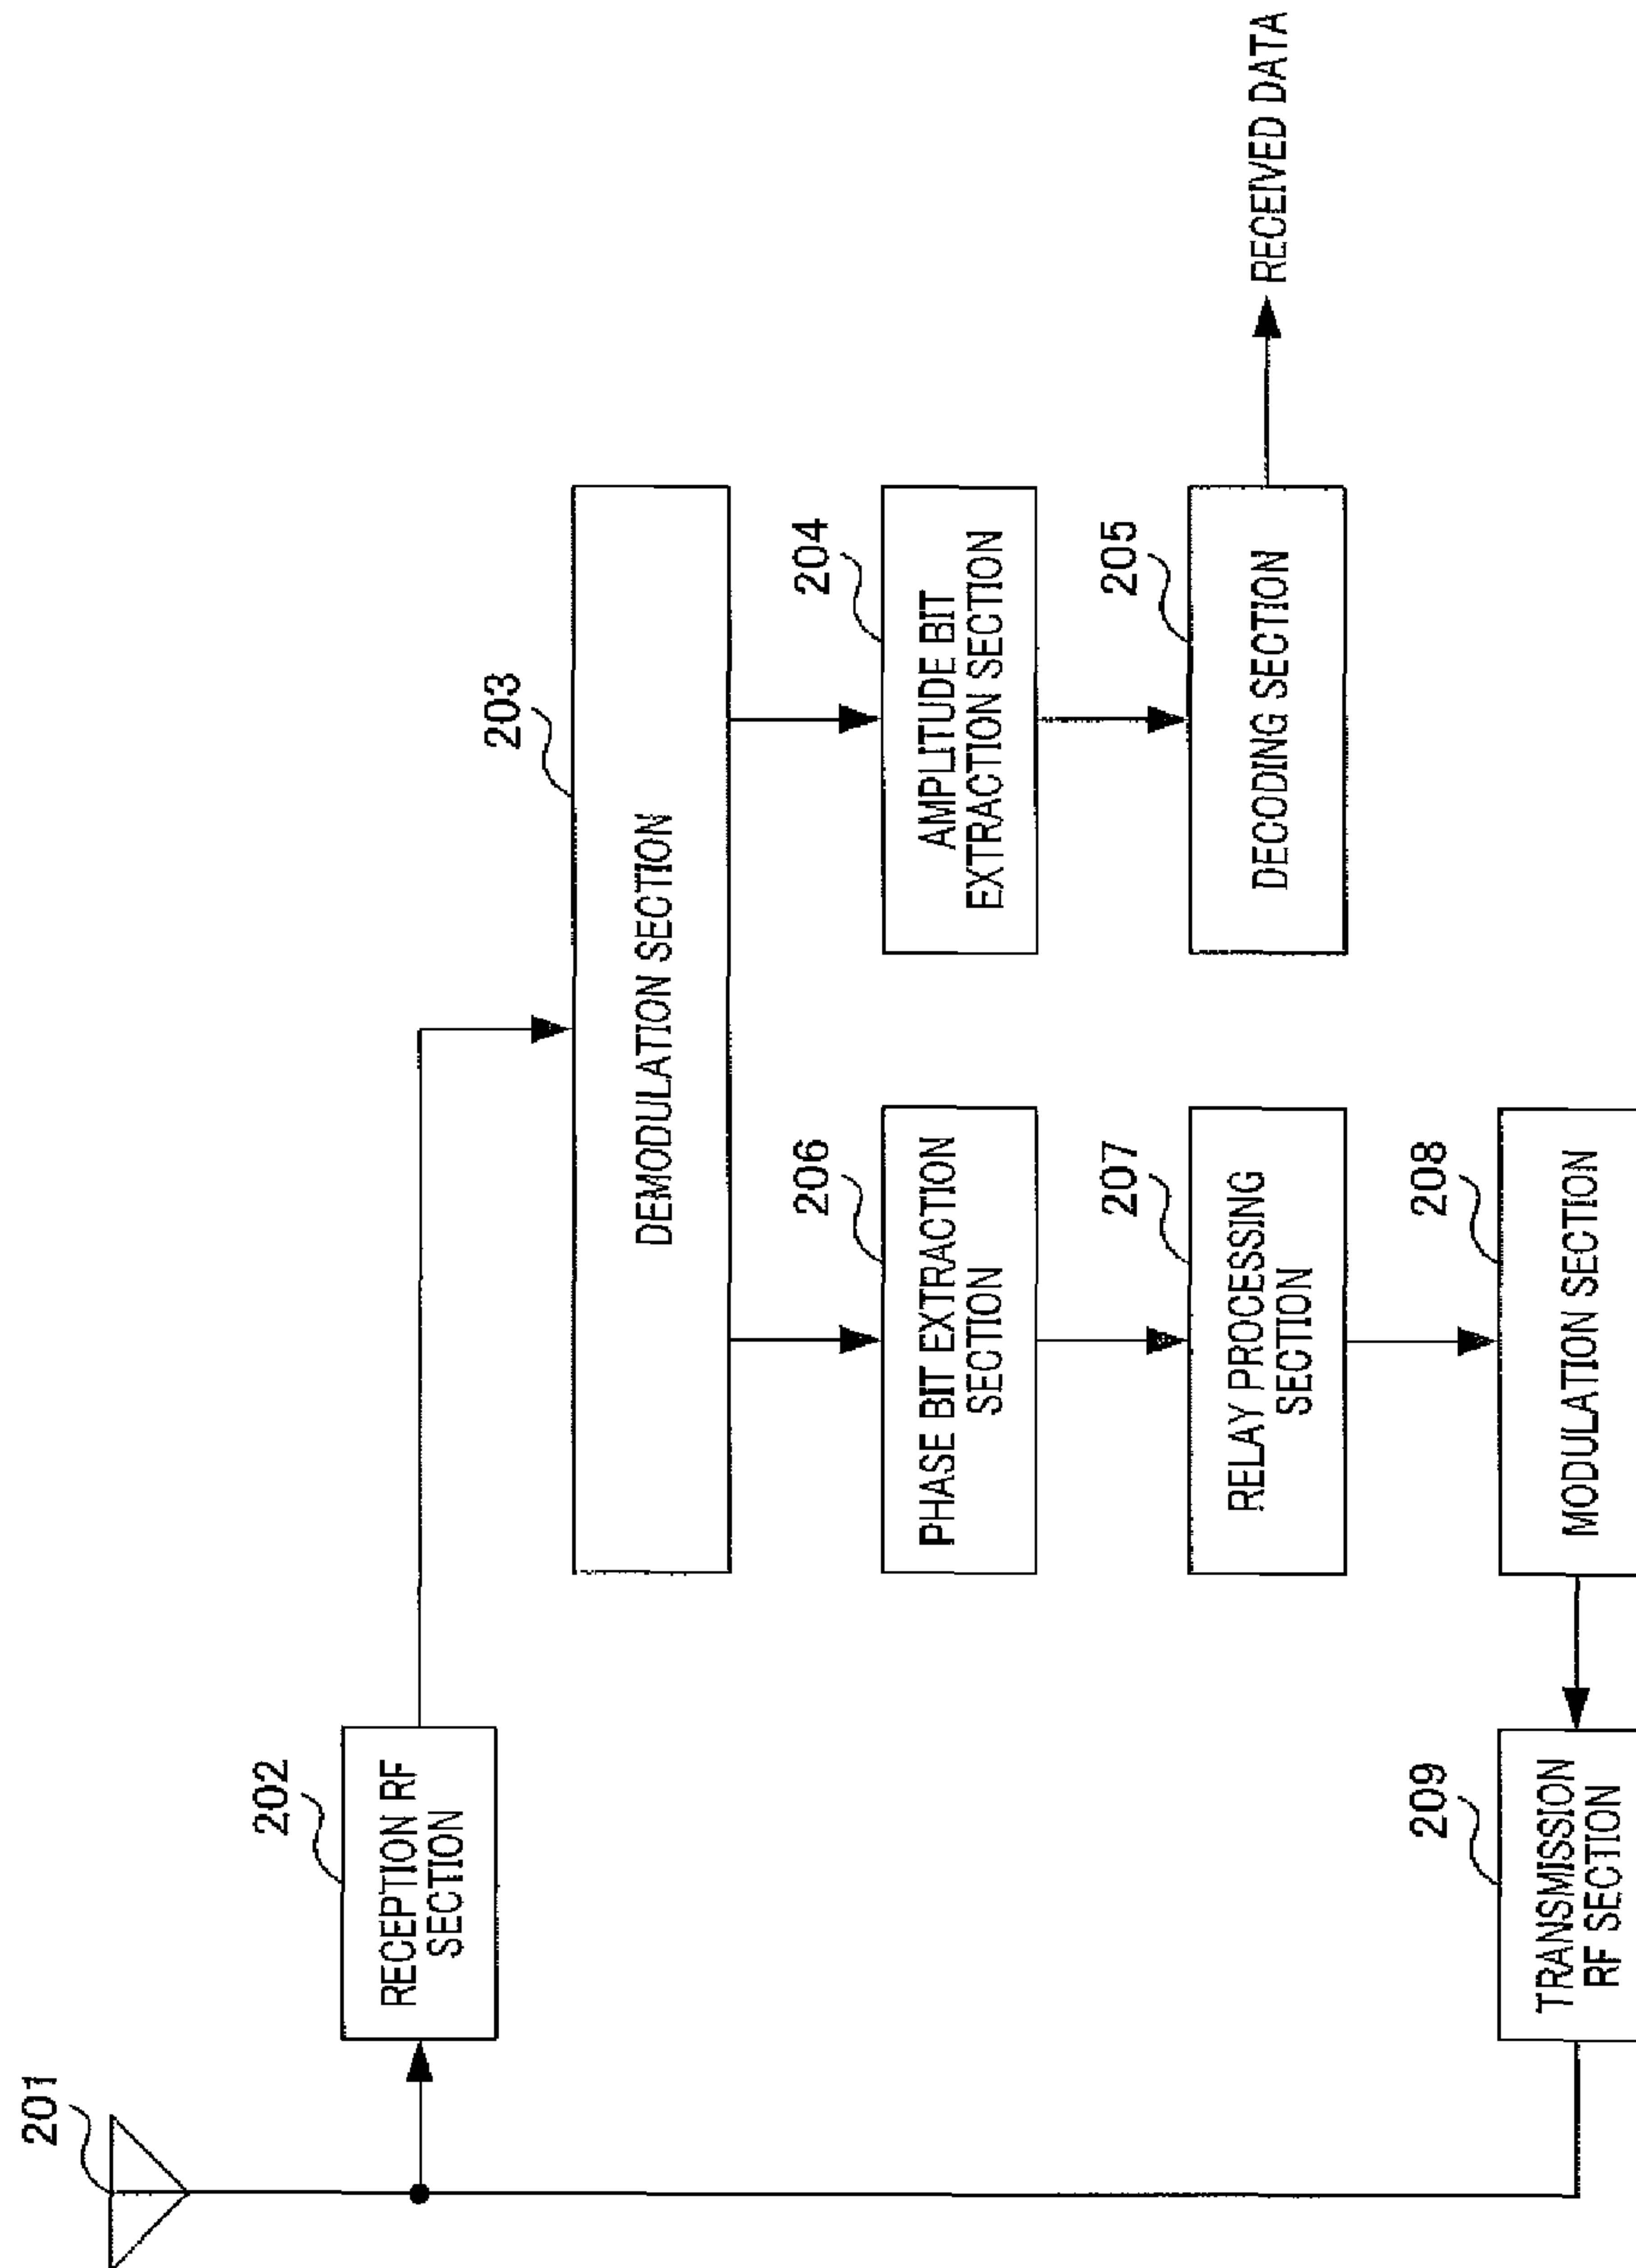 201
202
RECEPTION RF
SECTION
203
DEMODULATION SECTION
204
AMPLITUDE BIT
EXTRACTION SECTION
205
DECODING SECTION
RECEIVED DATA
206
PHASE BIT EXTRACTION
SECTION
207
RELAY PROCESSING
SECTION
208
MODULATION SECTION
209
TRANSMISSION
RF SECTION